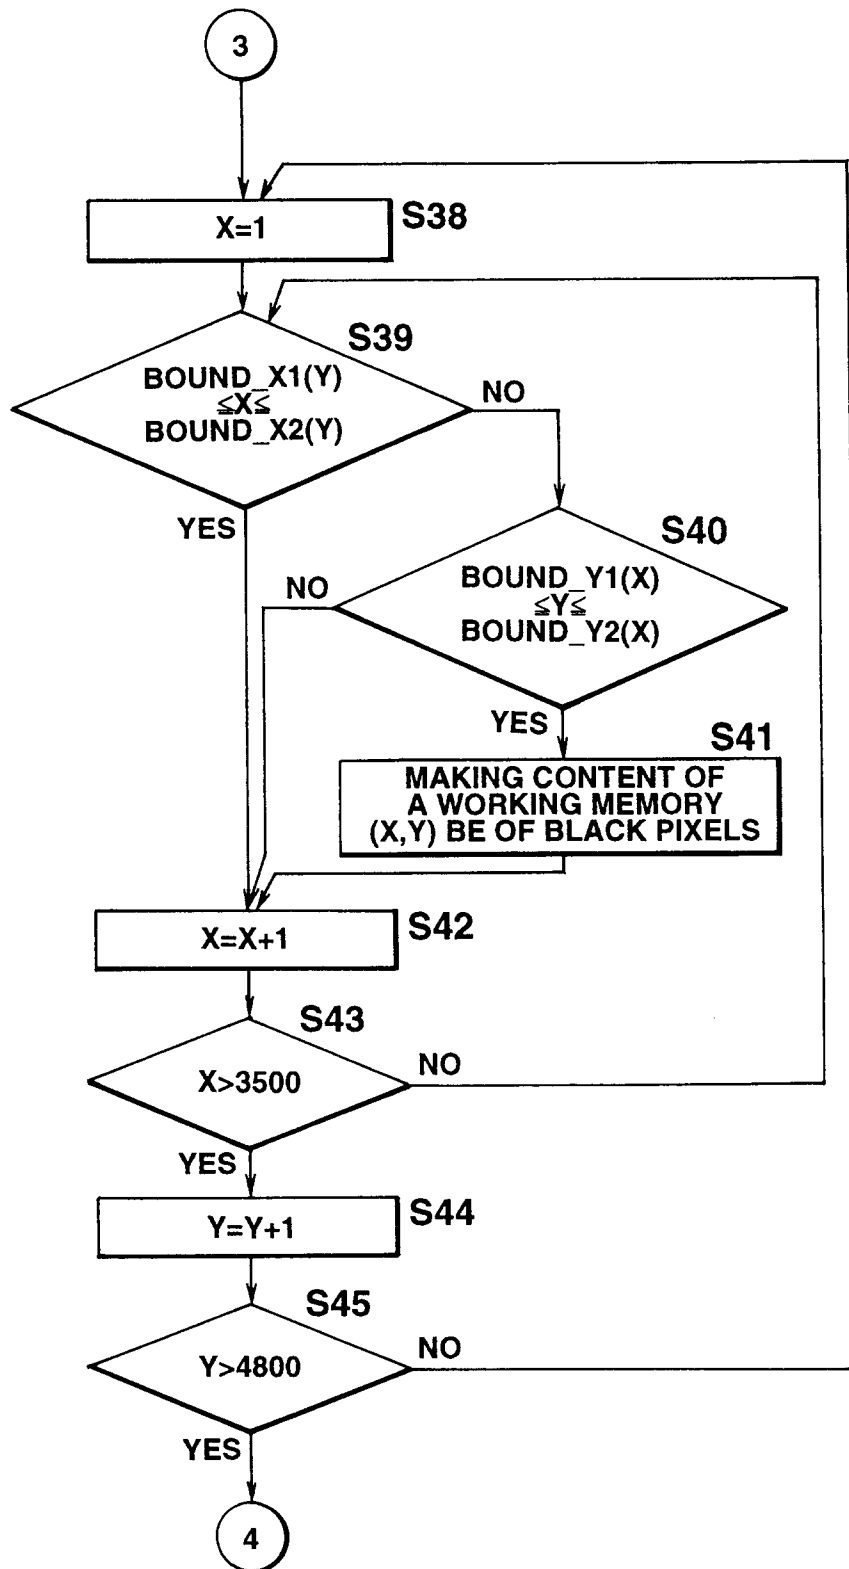 3
S38
X=1
S39
BOUND_X1(Y)
≦X≦
BOUND_X2(Y)
NO
YES
S40
NO
BOUND_Y1(X)
≦Y≦
BOUND_Y2(X)
YES
S41
MAKING CONTENT OF
A WORKING MEMORY
(X,Y) BE OF BLACK PIXELS
S42
X=X+1
S43
X>3500
NO
YES
S44
Y=Y+1
S45
Y>4800
NO
YES
4